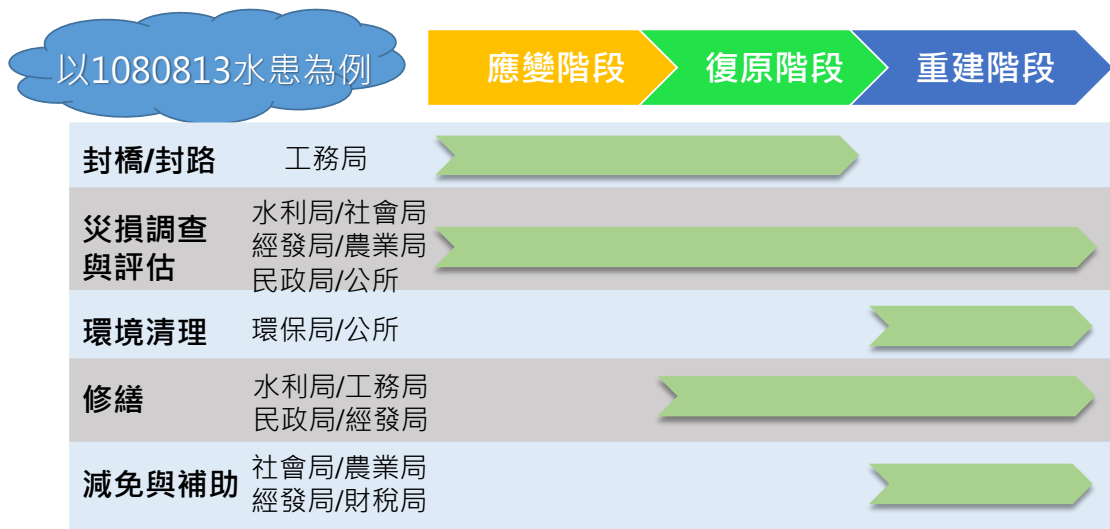 以1080813水患為例
應變階段
復原階段
重建階段
封橋/封路
工務局
災損調查
與評估
水利局/社會局
經發局/農業局
民政局/公所
環境清理
環保局/公所
修繕
水利局/工務局
民政局/經發局
減免與補助
社會局/農業局
經發局/財稅局